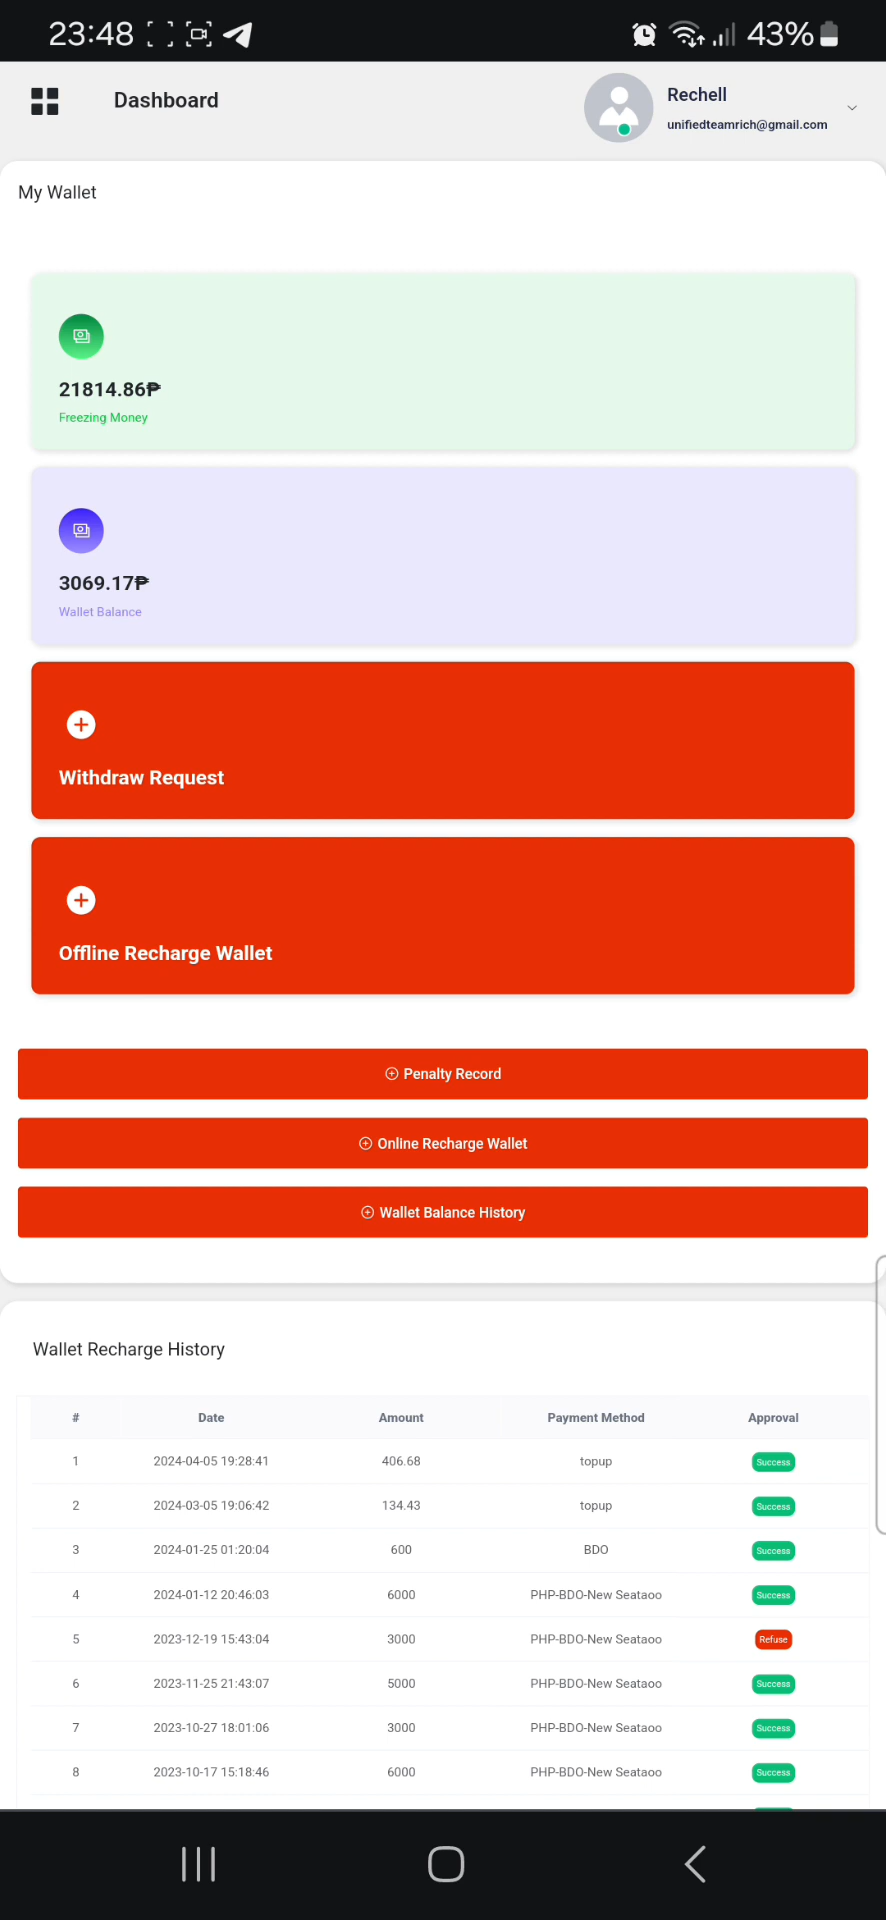 23:48
43%
Dashboard
Rechell
unifiedteamrich@gmail.com
My Wallet
21814.86₱
Freezing Money
3069.17₱
Wallet Balance
Withdraw Request
Offline Recharge Wallet
Penalty Record
Online Recharge Wallet
Wallet Balance History
Wallet Recharge History
# Date Amount Payment Method Approval
1 2024-04-05 19:28:41 406.68 topup Success
2 2024-03-05 19:06:42 134.43 topup Success
3 2024-01-25 01:20:04 600 BDO Success
4 2024-01-12 20:46:03 6000 PHP-BDO-New Seataoo Success
5 2023-12-19 15:43:04 3000 PHP-BDO-New Seataoo Refuse
6 2023-11-25 21:43:07 5000 PHP-BDO-New Seataoo Success
7 2023-10-27 18:01:06 3000 PHP-BDO-New Seataoo Success
8 2023-10-17 15:18:46 6000 PHP-BDO-New Seataoo Success